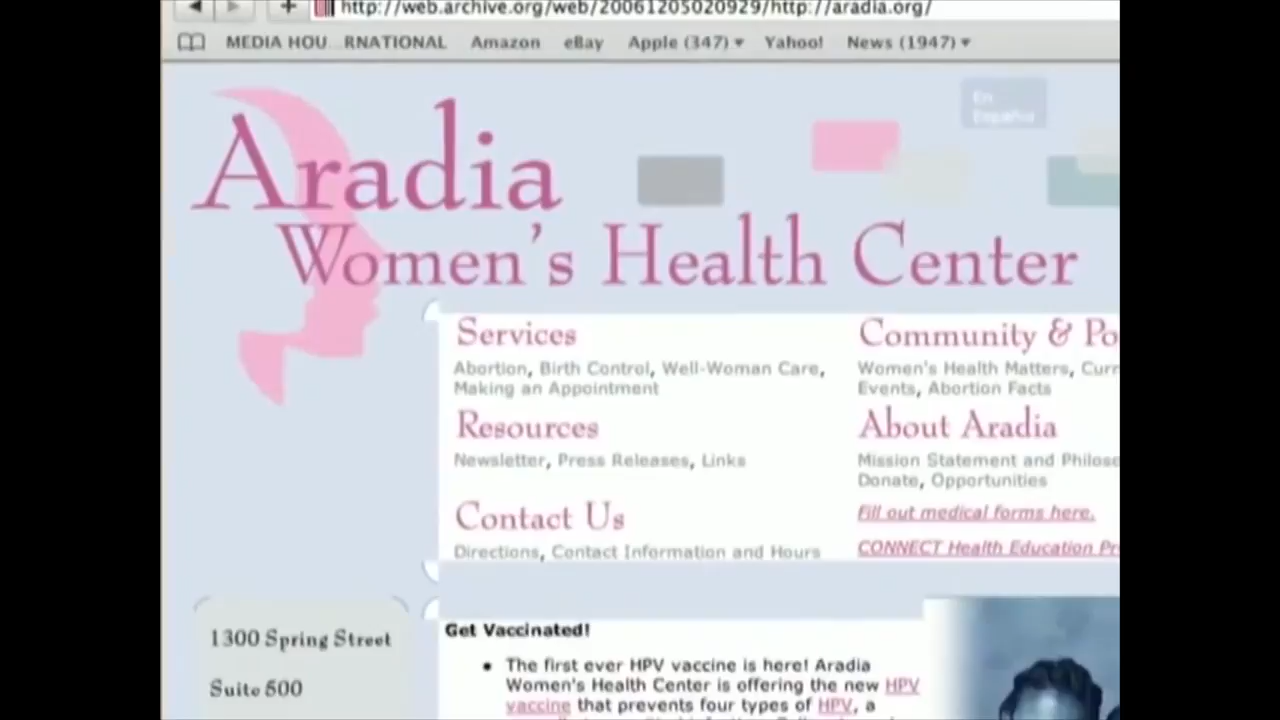 http://web.archive.org/web/20061205020929/http://aradia.org/
MEDIA HOU RNATIONAL Amazon eBay Apple (347) Yahoo! News (1947)
En
Español
Aradia
Women's Health Center
Services
Abortion, Birth Control, Well-Woman Care,
Making an Appointment
Resources
Newsletter, Press Releases, Links
Contact Us
Directions, Contact Information and Hours
Community & Po
Women's Health Matters, Curr
Events, Abortion Facts
About Aradia
Mission Statement and Philoso
Donate, Opportunities
Fill out medical forms here.
CONNECT Health Education Pr
1300 Spring Street
Suite 500
Get Vaccinated!
• The first ever HPV vaccine is here! Aradia
Women's Health Center is offering the new HPV
vaccine that prevents four types of HPV, a